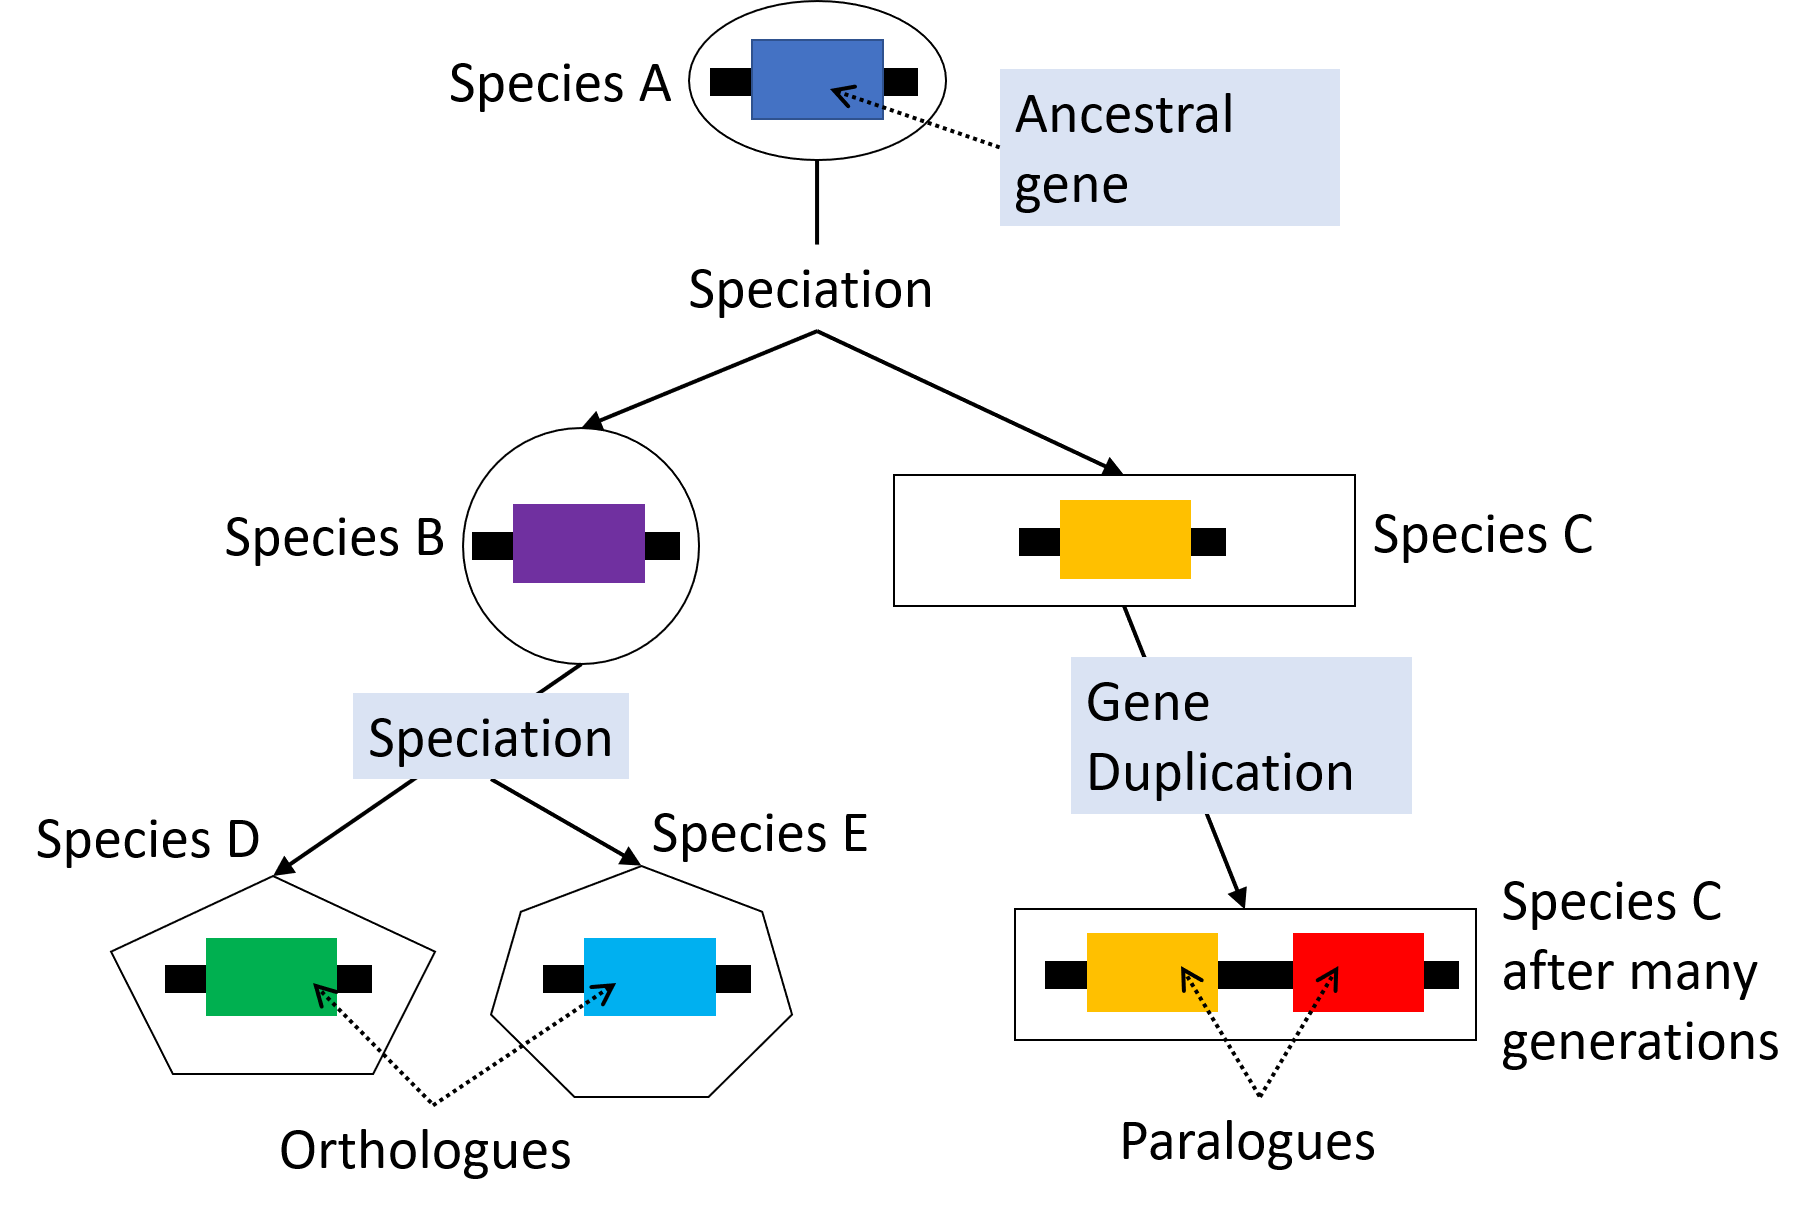 Species A
Ancestral
gene
Speciation
Species B
Species C
Speciation
Gene
Duplication
Species D
Species E
Species C
after many
generations
Orthologues
Paralogues